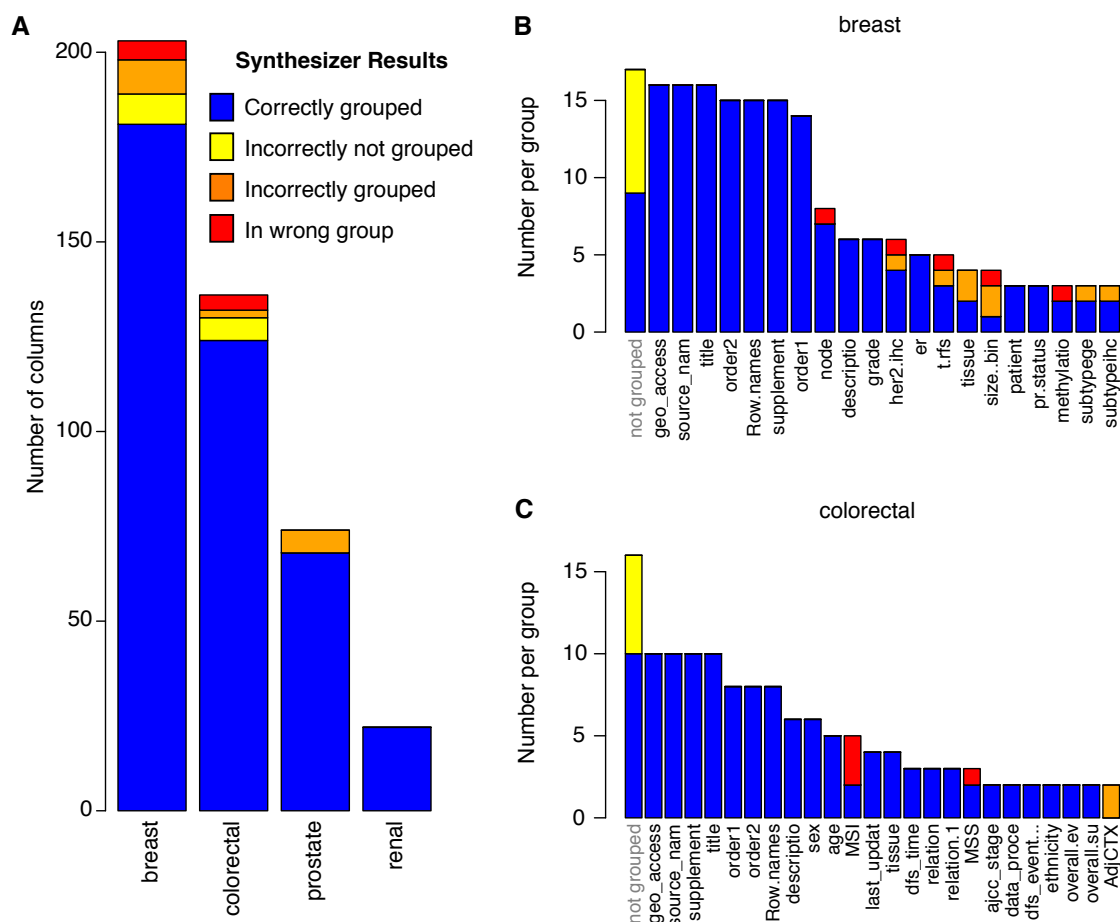 A
Number of columns
200
150
100
50
0
Synthesizer Results
Correctly grouped
Incorrectly not grouped
Incorrectly grouped
In wrong group
breast
colorectal
prostate
renal
B
breast
Number per group
15
10
5
0
not grouped
geo_access
source_nam
title
order2
Row.names
supplement
order1
node
descriptio
grade
her2.ihc
er
t.rfs
tissue
size..bin
patient
pr.status
methylatio
subtypege
subtypeihc
C
colorectal
Number per group
15
10
5
0
not grouped
geo_access
source_nam
supplement
title
order1
order2
Row.names
descriptio
sex
age
MSI
last_updat
tissue
dfs_time
relation
relation.1
MSS
ajcc_stage
data_proce
dfs_event...
ethnicity
overall.ev
overall.su
AdjCTX